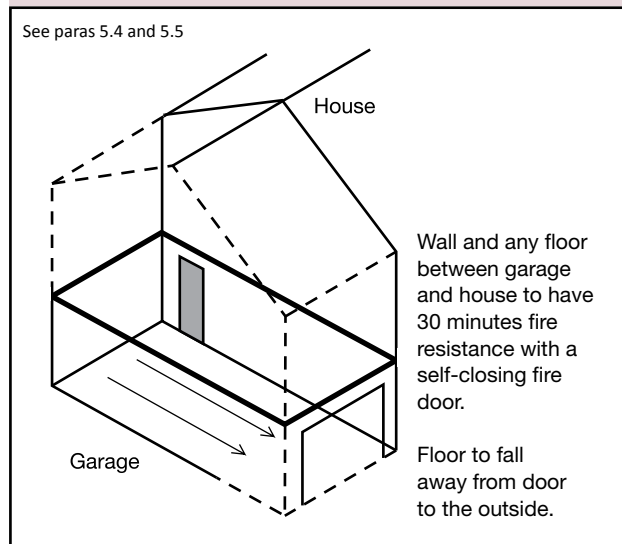 See paras 5.4 and 5.5
House
Wall and any floor
between garage
and house to have
30 minutes fire
resistance with a
self-closing fire
door.
Garage
Floor to fall
away from door
to the outside.